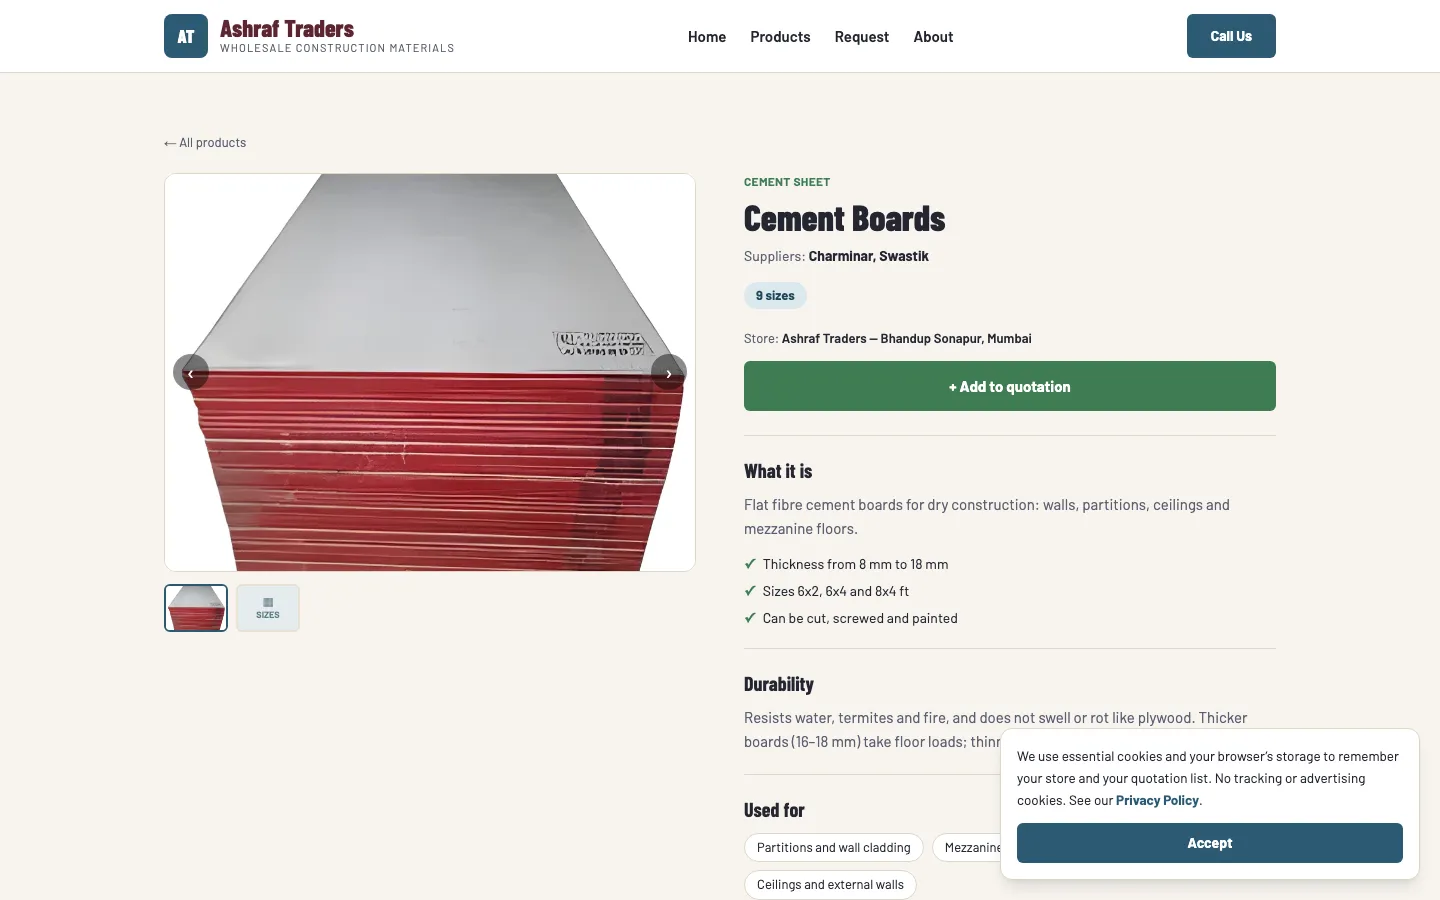 AT
Ashraf Traders
WHOLESALE CONSTRUCTION MATERIALS
Home
Products
Request
About
Call Us
← All products
‹
›
SIZES
CEMENT SHEET
Cement Boards
Suppliers: Charminar, Swastik
9 sizes
Store: Ashraf Traders — Bhandup Sonapur, Mumbai
+ Add to quotation
What it is
Flat fibre cement boards for dry construction: walls, partitions, ceilings and
mezzanine floors.
✓ Thickness from 8 mm to 18 mm
✓ Sizes 6x2, 6x4 and 8x4 ft
✓ Can be cut, screwed and painted
Durability
Resists water, termites and fire, and does not swell or rot like plywood. Thicker
boards (16–18 mm) take floor loads;
Used for
Partitions and wall cladding
Mezzanine
Ceilings and external walls
We use essential cookies and your browser’s storage to remember
your store and your quotation list. No tracking or advertising
cookies. See our Privacy Policy.
Accept